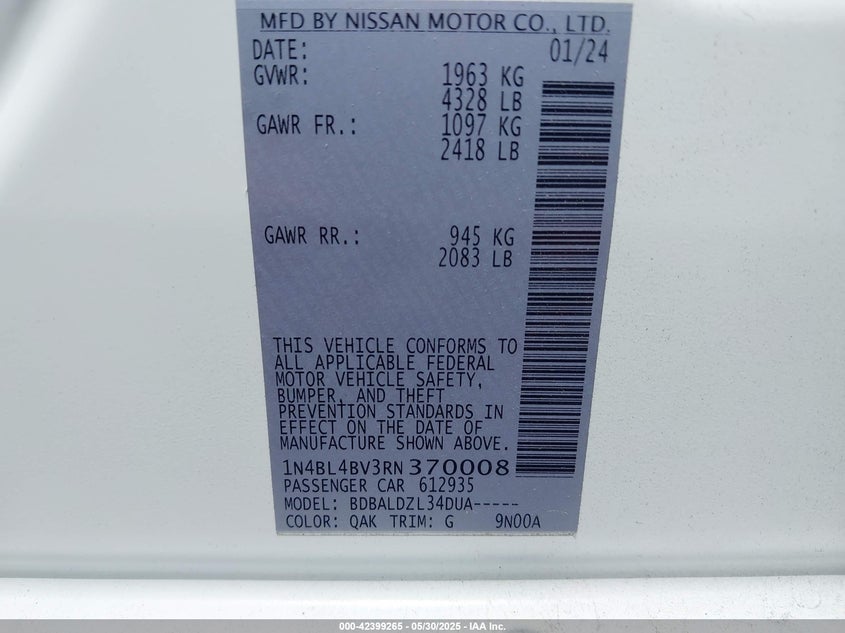 MFD BY NISSAN MOTOR CO., LTD.
DATE: 01/24
GVWR: 1963 KG
4328 LB
GAWR FR.: 1097 KG
2418 LB
GAWR RR.: 945 KG
2083 LB
THIS VEHICLE CONFORMS TO
ALL APPLICABLE FEDERAL
MOTOR VEHICLE SAFETY,
BUMPER, AND THEFT
PREVENTION STANDARDS IN
EFFECT ON THE DATE OF
MANUFACTURE SHOWN ABOVE.
1N4BL4BV3RN370008
PASSENGER CAR 612935
MODEL: BDBALDZL34DUA-----
COLOR: QAK TRIM: G 9N00A
000-42399265 - 05/30/2025 - IAA Inc.